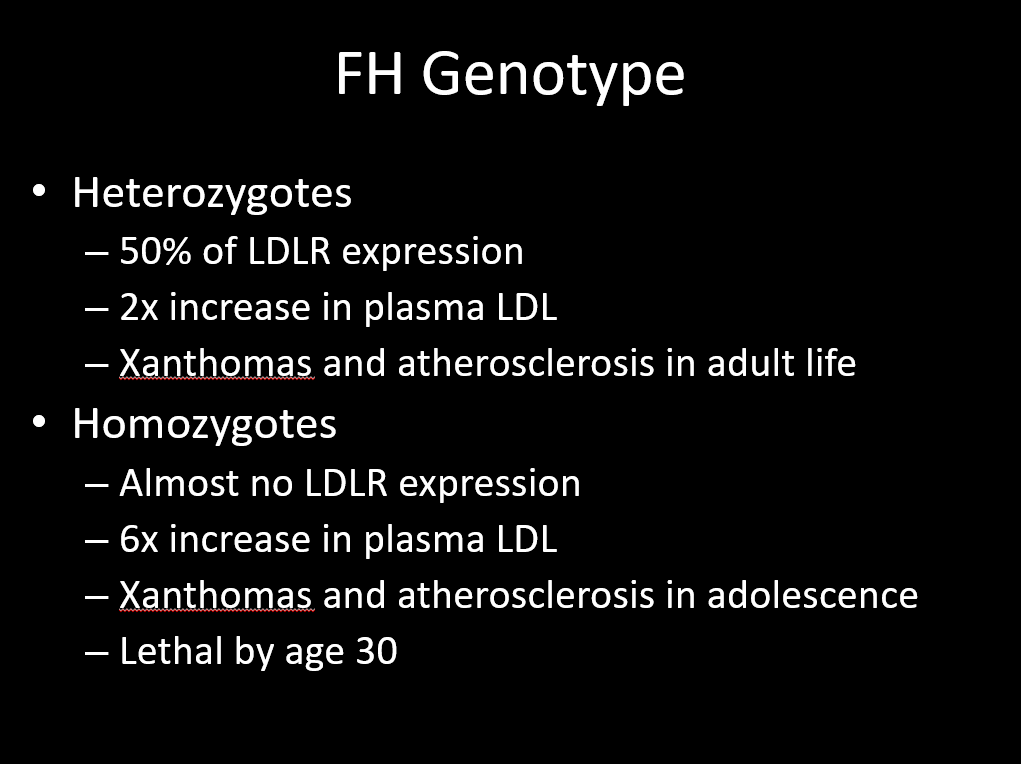 FH Genotype
• Heterozygotes
– 50% of LDLR expression
– 2x increase in plasma LDL
– Xanthomas and atherosclerosis in adult life
• Homozygotes
– Almost no LDLR expression
– 6x increase in plasma LDL
– Xanthomas and atherosclerosis in adolescence
– Lethal by age 30